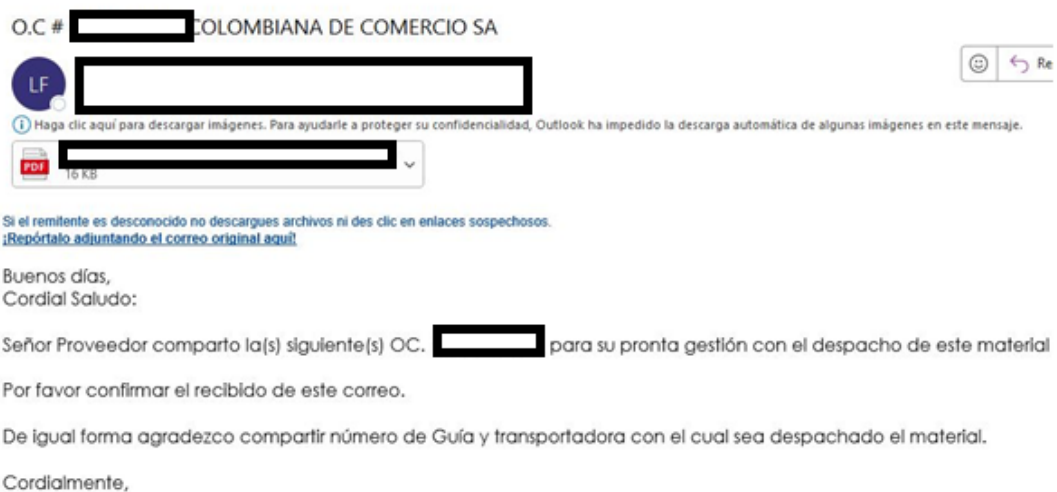 O.C # COLOMBIANA DE COMERCIO SA
LF
Re
Haga clic aquí para descargar imágenes. Para ayudarle a proteger su confidencialidad, Outlook ha impedido la descarga automática de algunas imágenes en este mensaje.
PDF
16 KB
Si el remitente es desconocido no descargues archivos ni des clic en enlaces sospechosos.
¡Repórtalo adjuntando el correo original aquí!
Buenos días,
Cordial Saludo:
Señor Proveedor comparto la(s) siguiente(s) OC. para su pronta gestión con el despacho de este material
Por favor confirmar el recibido de este correo.
De igual forma agradezco compartir número de Guía y transportadora con el cual sea despachado el material.
Cordialmente,